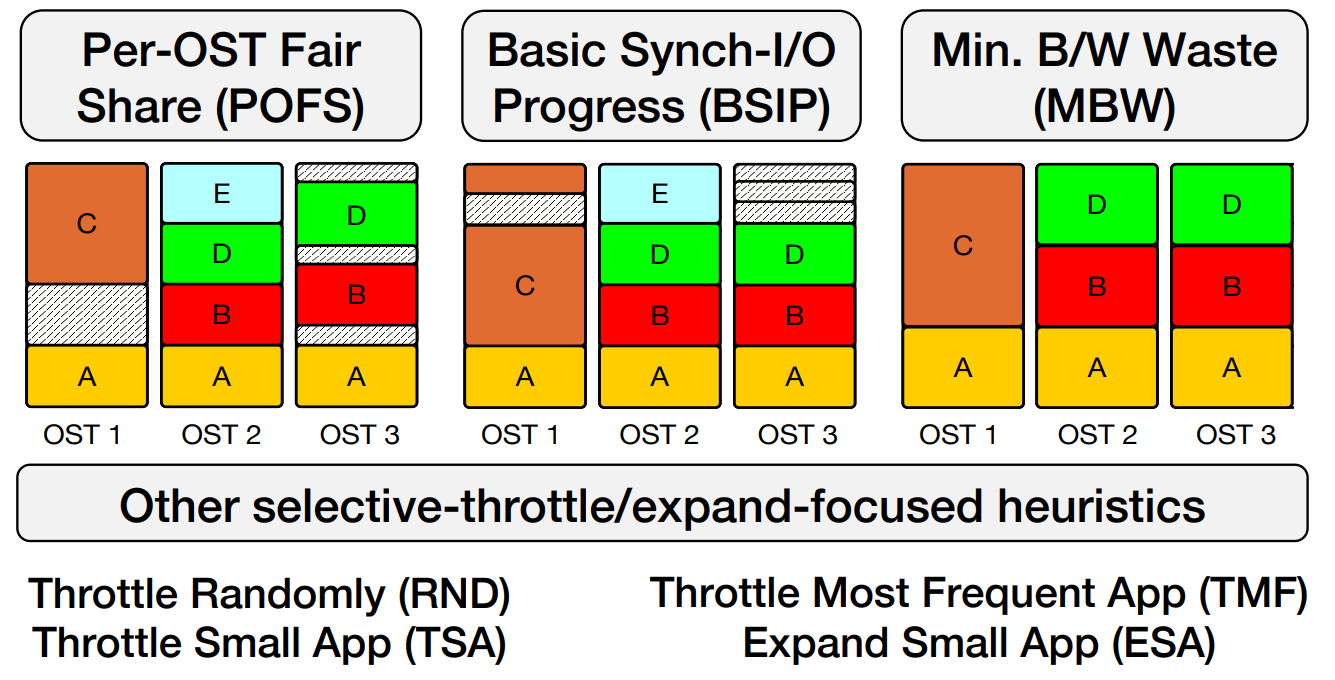 Per-OST Fair
Share (POFS)
Basic Synch-I/O
Progress (BSIP)
Min. B/W Waste
(MBW)
C
A
E
D
B
A
D
B
A
C
A
E
D
B
A
D
B
A
C
A
D
B
A
D
B
A
OST 1
OST 2
OST 3
OST 1
OST 2
OST 3
OST 1
OST 2
OST 3
Other selective-throttle/expand-focused heuristics
Throttle Randomly (RND)
Throttle Small App (TSA)
Throttle Most Frequent App (TMF)
Expand Small App (ESA)